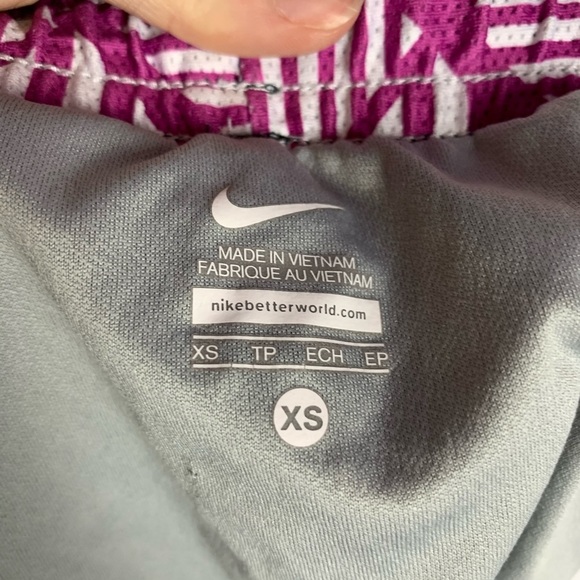 MADE IN VIETNAM
FABRIQUE AU VIETNAM
nikebetterworld.com
XS TP ECH EP
XS